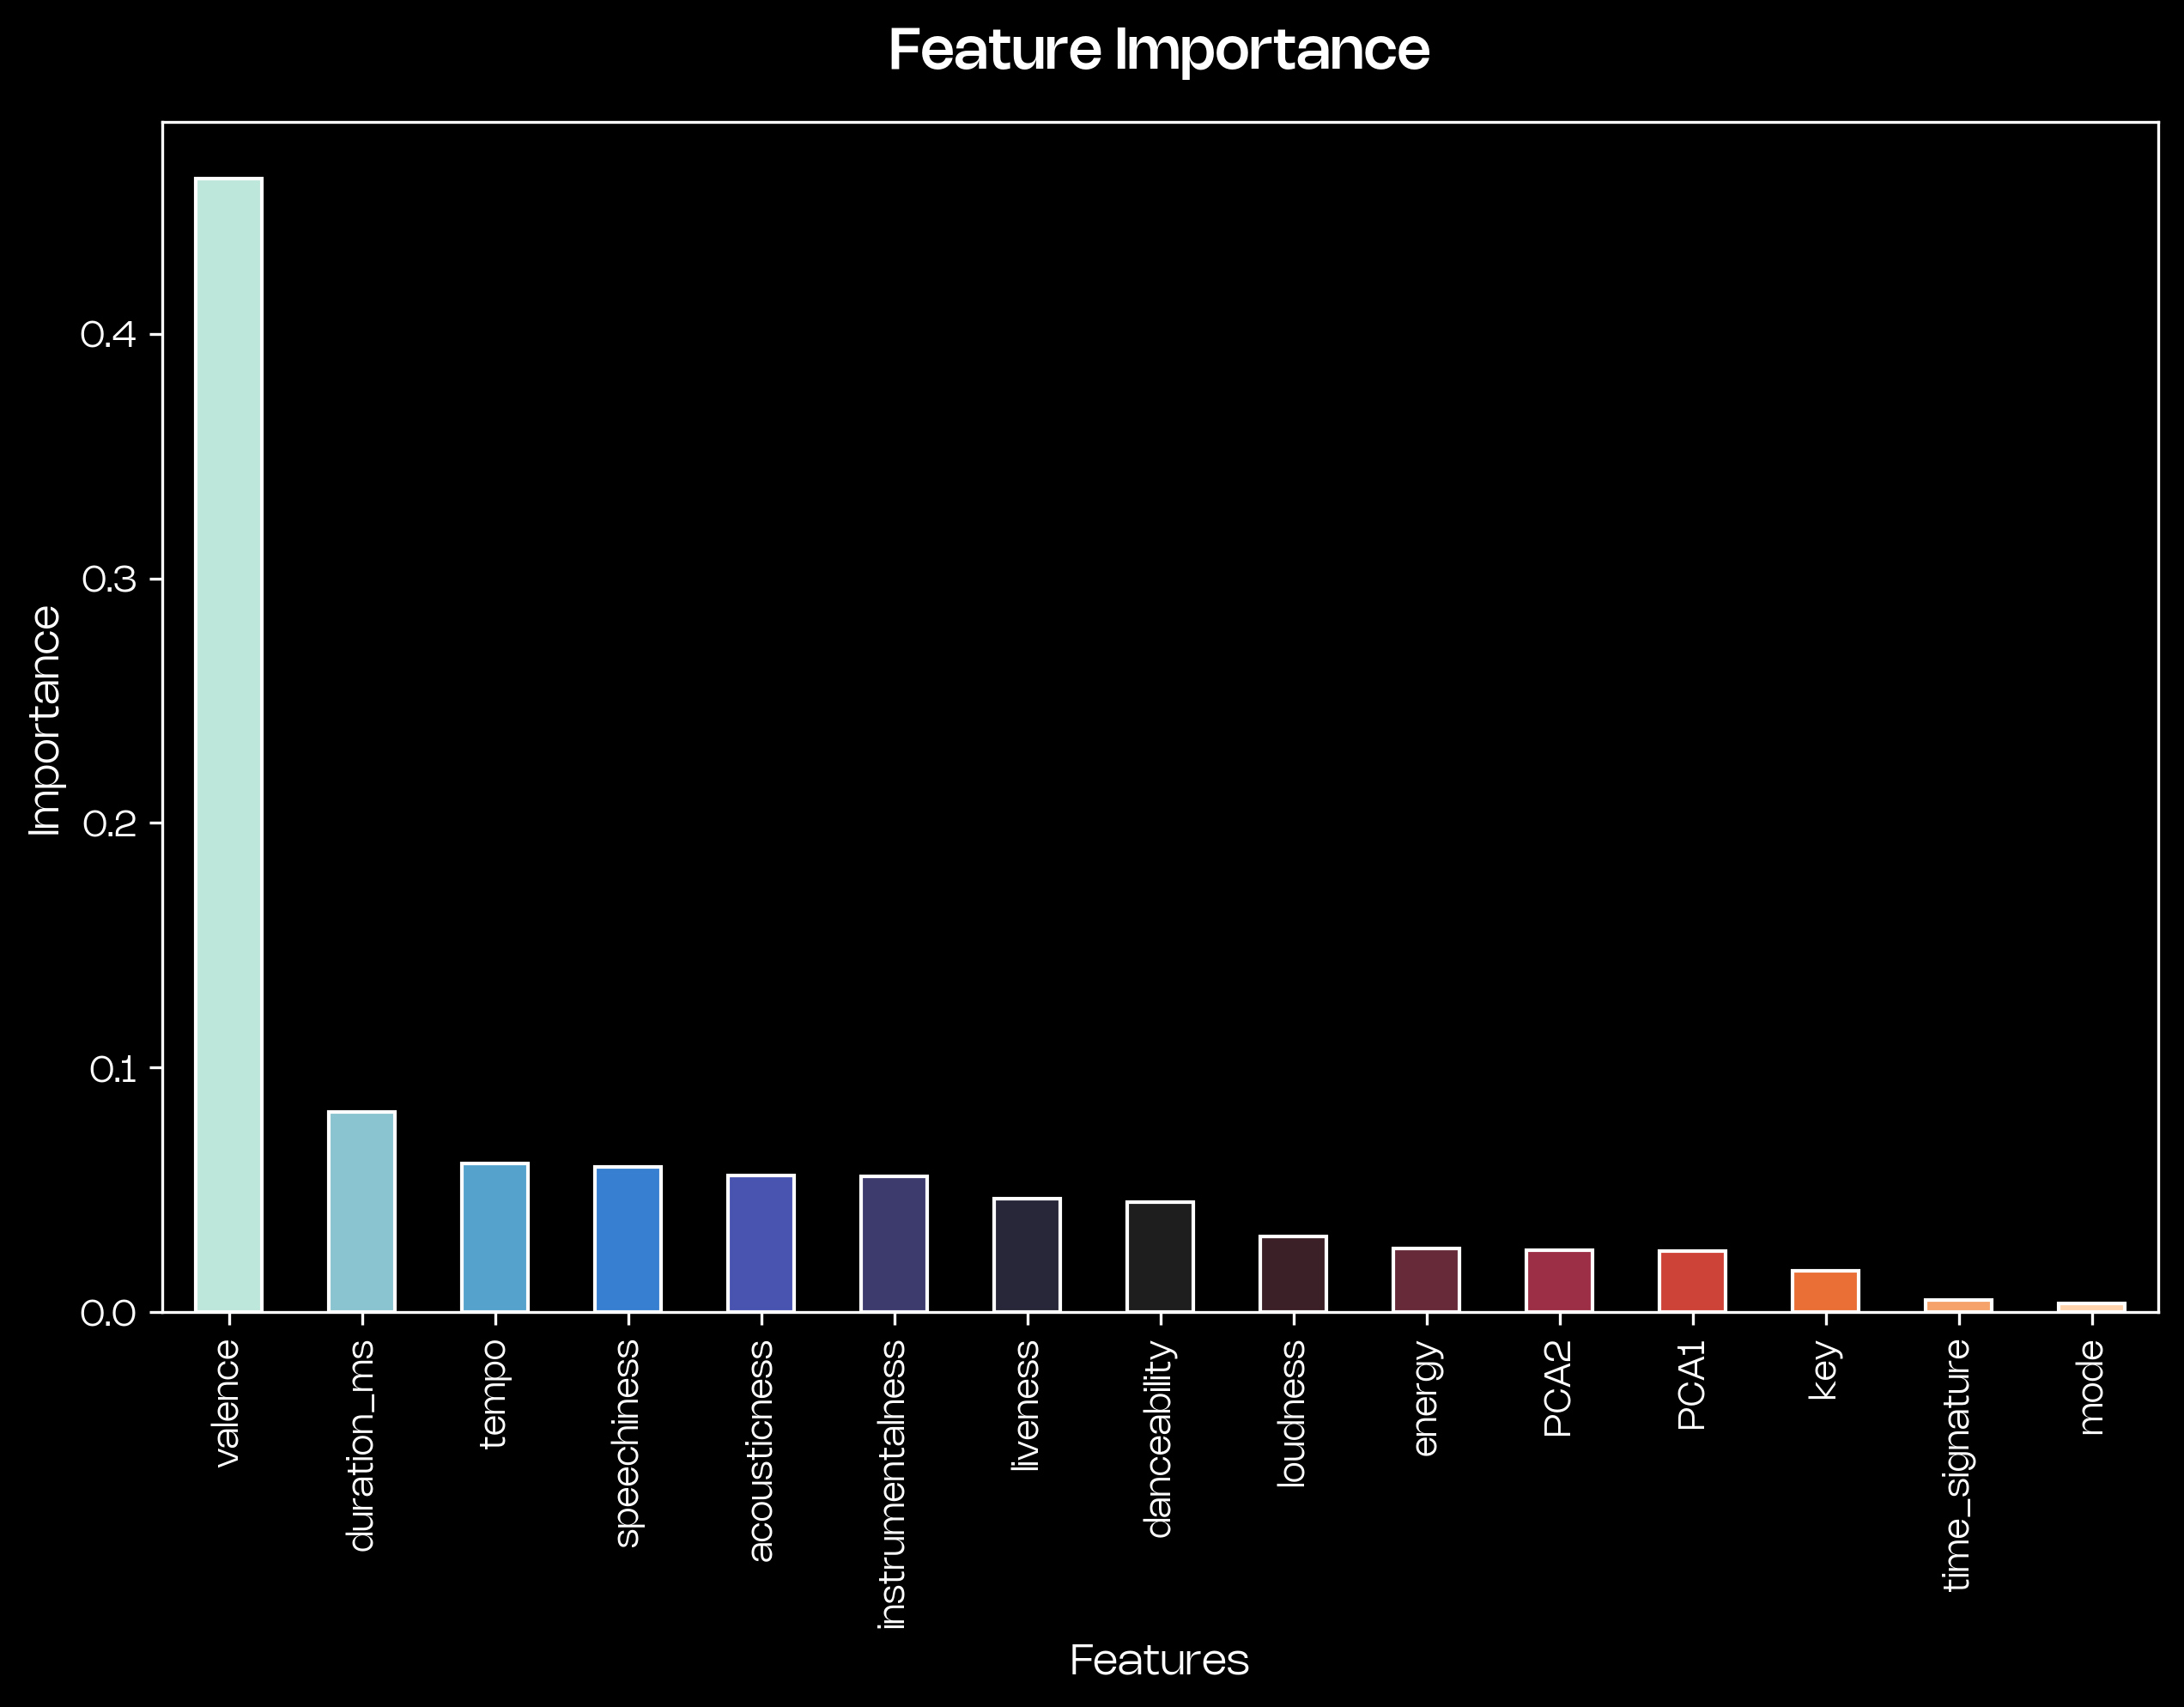 Feature Importance
Importance
0.4
0.3
0.2
0.1
0.0
valence
duration_ms
tempo
speechiness
acousticness
instrumentalness
liveness
danceability
loudness
energy
PCA2
PCA1
key
time_signature
mode
Features